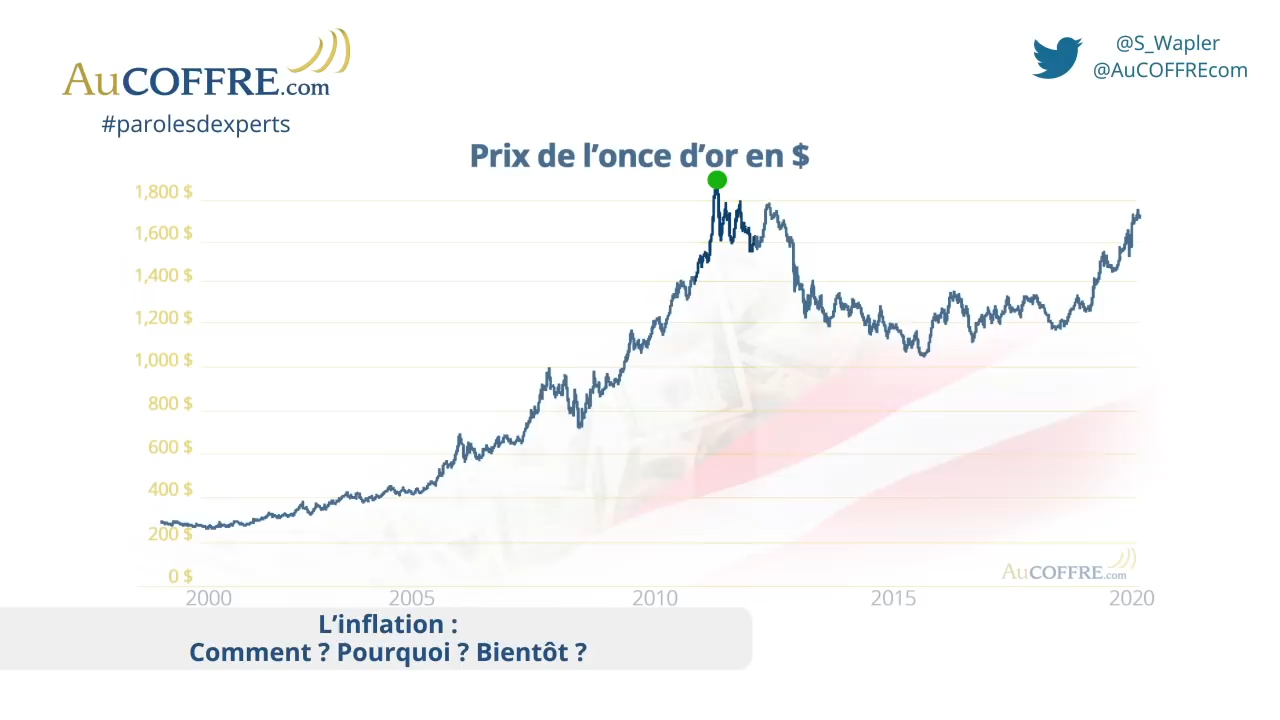 AuCOFFRE.com
#parolesdexperts
@S_Wapler
@AuCOFFREcom
Prix de l’once d’or en $
1,800 $
1,600 $
1,400 $
1,200 $
1,000 $
800 $
600 $
400 $
200 $
0 $
AuCOFFRE.com
2000
2005
2010
2015
2020
L’inflation :
Comment ? Pourquoi ? Bientôt ?